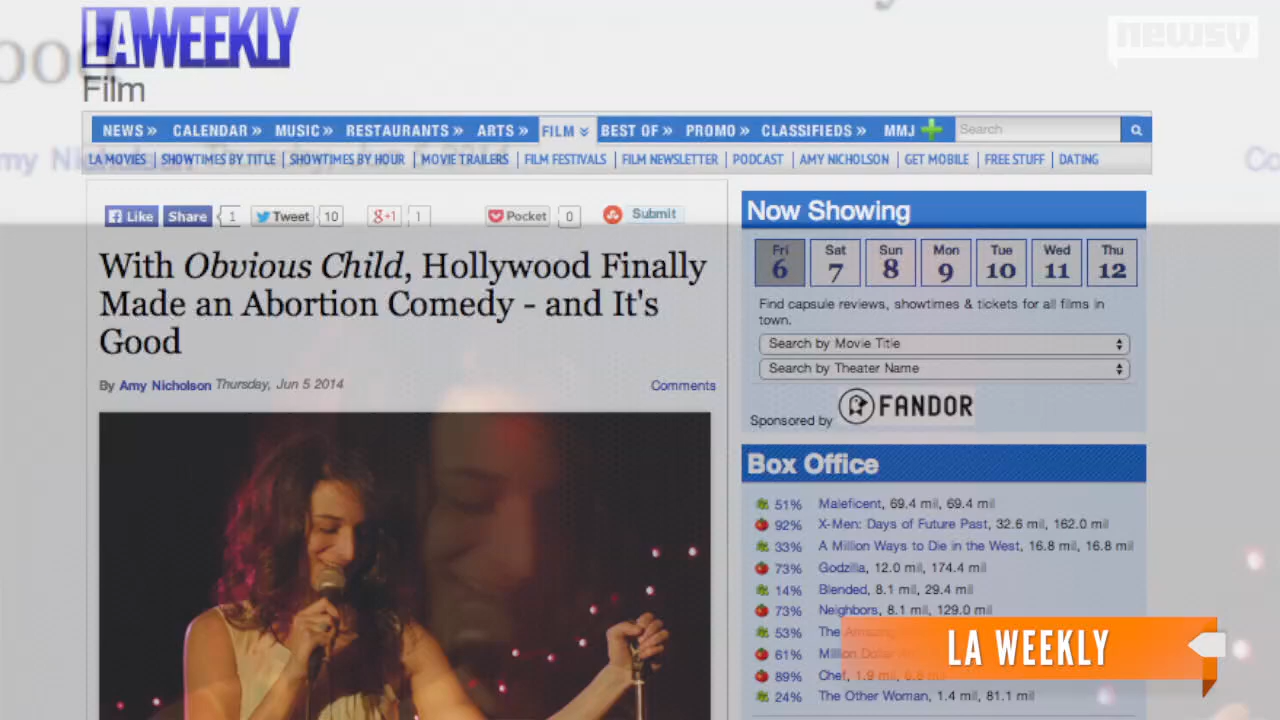 LA WEEKLY
newsy
Film
NEWS » CALENDAR » MUSIC » RESTAURANTS » ARTS » FILM BEST OF » PROMO » CLASSIFIEDS » MMJ Search
LA MOVIES | SHOWTIMES BY TITLE | SHOWTIMES BY HOUR | MOVIE TRAILERS | FILM FESTIVALS | FILM NEWSLETTER | PODCAST | AMY NICHOLSON | GET MOBILE | FREE STUFF | DATING
Like Share 1 Tweet 10 g+1 1 Pocket 0 Submit
With Obvious Child, Hollywood Finally
Made an Abortion Comedy - and It's
Good
By Amy Nicholson Thursday, Jun 5 2014 Comments
Now Showing
Fri Sat Sun Mon Tue Wed Thu
6 7 8 9 10 11 12
Find capsule reviews, showtimes & tickets for all films in
town.
Search by Movie Title
Search by Theater Name
Sponsored by FANDOR
Box Office
51% Maleficent, 69.4 mil, 69.4 mil
92% X-Men: Days of Future Past, 32.6 mil, 162.0 mil
33% A Million Ways to Die in the West, 16.8 mil, 16.8 mil
73% Godzilla, 12.0 mil, 174.4 mil
14% Blended, 8.1 mil, 29.4 mil
73% Neighbors, 8.1 mil, 129.0 mil
53% The
61% Million
89% Chef, 1.9 mil,
24% The Other Woman, 1.4 mil, 81.1 mil
LA WEEKLY